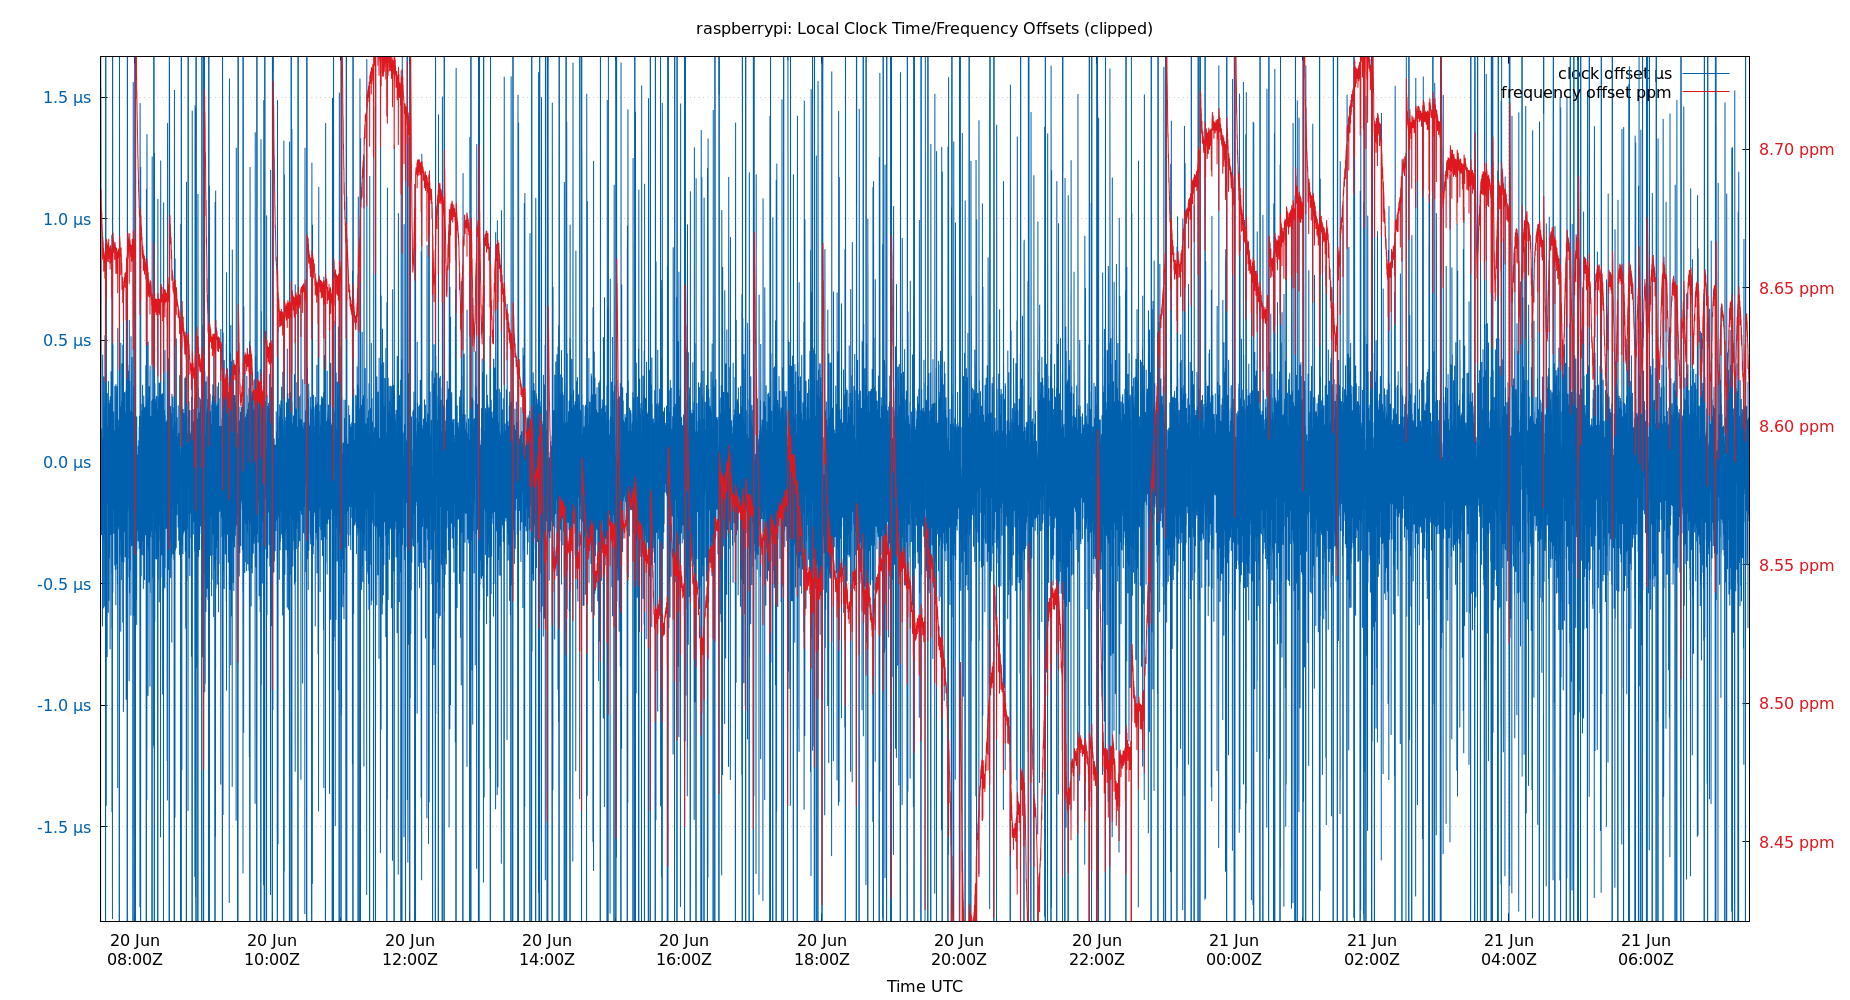 raspberrypi: Local Clock Time/Frequency Offsets (clipped)
clock offset µs
frequency offset ppm
1.5 µs
1.0 µs
0.5 µs
0.0 µs
-0.5 µs
-1.0 µs
-1.5 µs
8.70 ppm
8.65 ppm
8.60 ppm
8.55 ppm
8.50 ppm
8.45 ppm
20 Jun 20 Jun 20 Jun 20 Jun 20 Jun 20 Jun 20 Jun 20 Jun 21 Jun 21 Jun 21 Jun 21 Jun
08:00Z 10:00Z 12:00Z 14:00Z 16:00Z 18:00Z 20:00Z 22:00Z 00:00Z 02:00Z 04:00Z 06:00Z
Time UTC